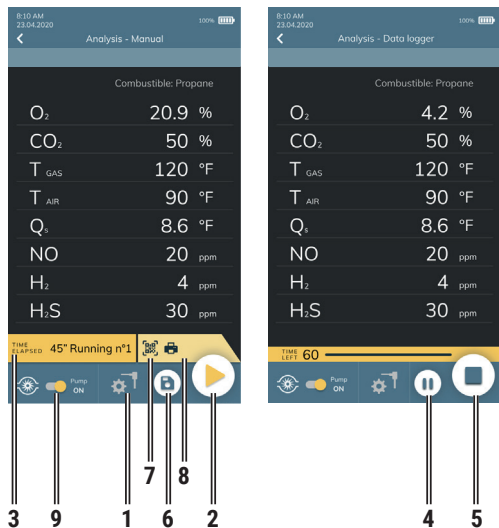 8:10 AM
23.04.2020
100%
Analysis - Manual
Combustible: Propane
O₂ 20.9 %
CO₂ 50 %
T GAS 120 °F
T AIR 90 °F
Qₛ 8.6 °F
NO 20 ppm
H₂ 4 ppm
H₂S 30 ppm
TIME ELAPSED 45" Running n°1
Pump ON
7 8
3 9 1 6 2
8:10 AM
23.04.2020
100%
Analysis - Data logger
Combustible: Propane
O₂ 4.2 %
CO₂ 50 %
T GAS 120 °F
T AIR 90 °F
Qₛ 8.6 °F
NO 20 ppm
H₂ 4 ppm
H₂S 30 ppm
TIME LEFT 60
Pump ON
4 5